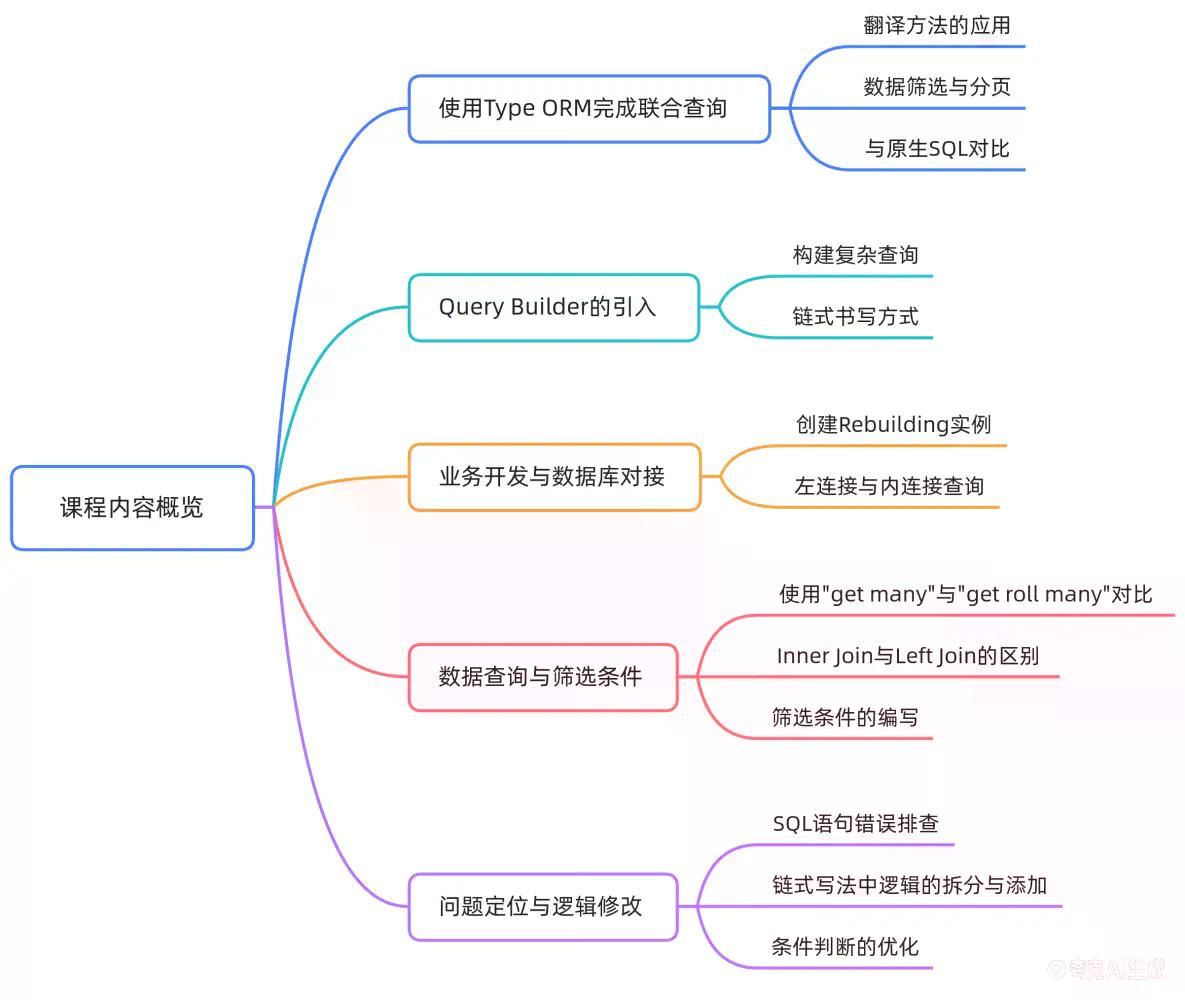 课程内容概览
使用Type ORM完成联合查询
翻译方法的应用
数据筛选与分页
与原生SQL对比
Query Builder的引入
构建复杂查询
链式书写方式
业务开发与数据库对接
创建Rebuilding实例
左连接与内连接查询
数据查询与筛选条件
使用"get many"与"get roll many"对比
Inner Join与Left Join的区别
筛选条件的编写
问题定位与逻辑修改
SQL语句错误排查
链式写法中逻辑的拆分与添加
条件判断的优化
夸克AI生成